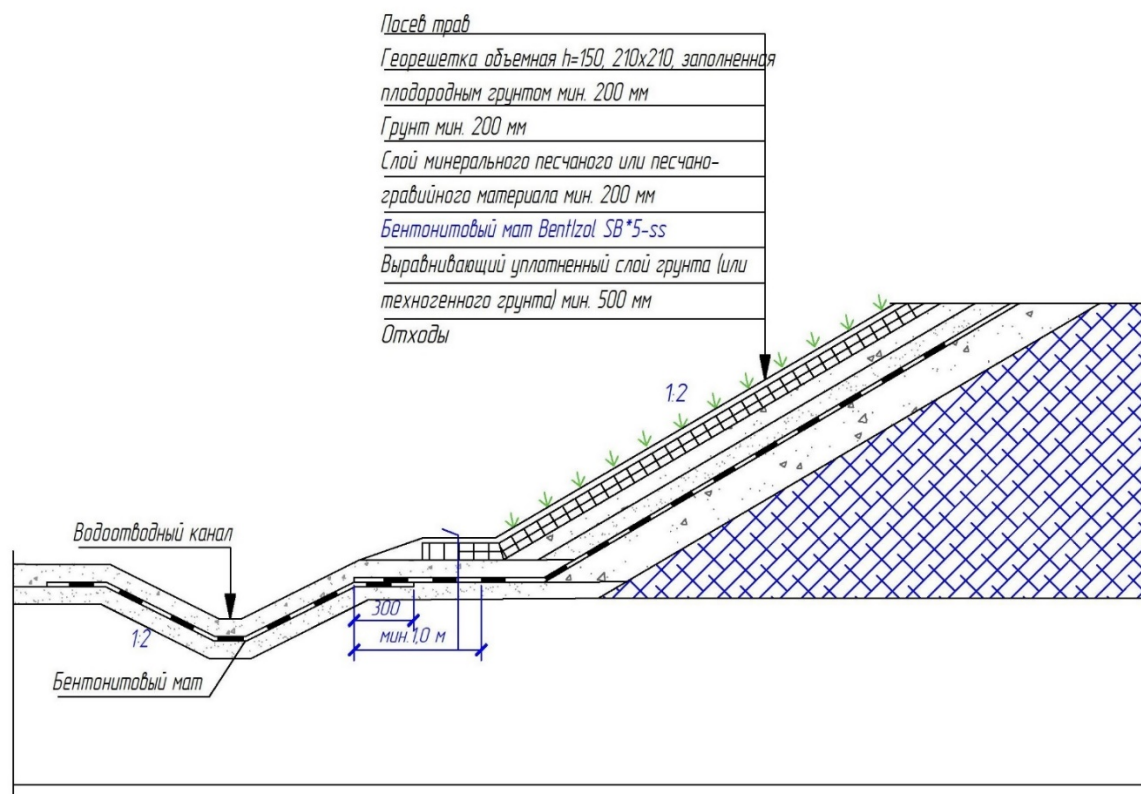 Посев трав
Георешетка объемная h=150, 210x210, заполненная
плодородным грунтом мин. 200 мм
Грунт мин. 200 мм
Слой минерального песчаного или песчано-
гравийного материала мин. 200 мм
Бентонитовый мат BentIzol SB*5-ss
Выравнивающий уплотненный слой грунта (или
техногенного грунта) мин. 500 мм
Отходы
1:2
Водоотводный канал
300
1:2
мин.1,0 м
Бентонитовый мат